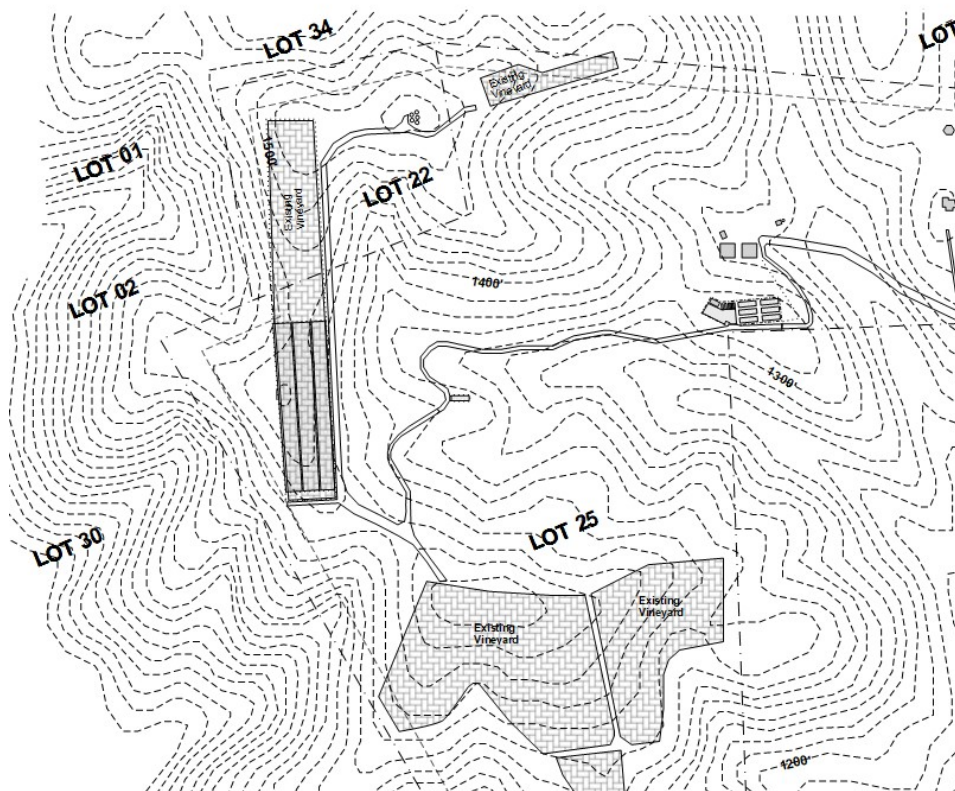 LOT 34
LOT
Existing
Vineyard
1500'
LOT 01
LOT 22
Existing
Vineyard
1400'
LOT 02
1300'
LOT 25
LOT 30
Existing
Vineyard
Existing
Vineyard
1200'